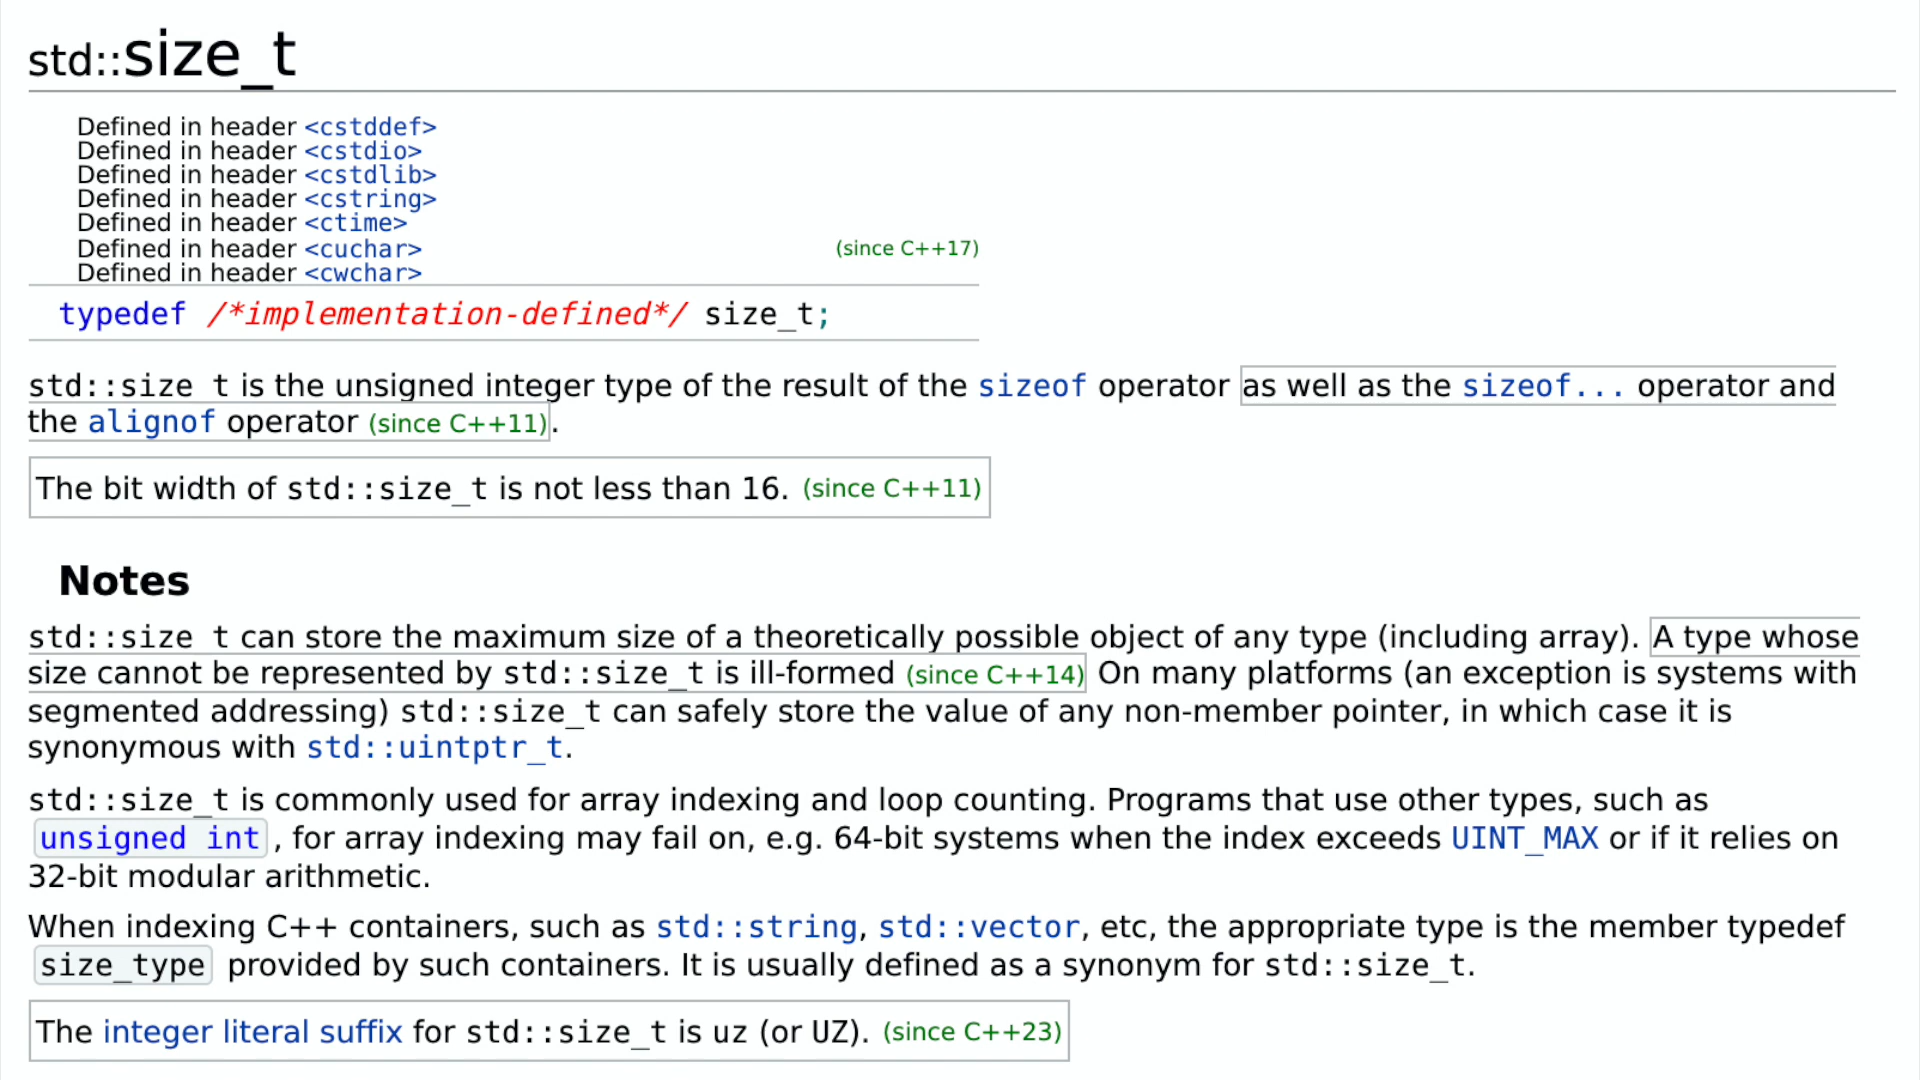 std::size_t
Defined in header <cstddef>
Defined in header <cstdio>
Defined in header <cstdlib>
Defined in header <cstring>
Defined in header <ctime>
Defined in header <cuchar> (since C++17)
Defined in header <cwchar>
typedef /*implementation-defined*/ size_t;
std::size_t is the unsigned integer type of the result of the sizeof operator as well as the sizeof... operator and
the alignof operator (since C++11).
The bit width of std::size_t is not less than 16. (since C++11)
Notes
std::size_t can store the maximum size of a theoretically possible object of any type (including array). A type whose
size cannot be represented by std::size_t is ill-formed (since C++14) On many platforms (an exception is systems with
segmented addressing) std::size_t can safely store the value of any non-member pointer, in which case it is
synonymous with std::uintptr_t.
std::size_t is commonly used for array indexing and loop counting. Programs that use other types, such as
unsigned int, for array indexing may fail on, e.g. 64-bit systems when the index exceeds UINT_MAX or if it relies on
32-bit modular arithmetic.
When indexing C++ containers, such as std::string, std::vector, etc, the appropriate type is the member typedef
size_type provided by such containers. It is usually defined as a synonym for std::size_t.
The integer literal suffix for std::size_t is uz (or UZ). (since C++23)